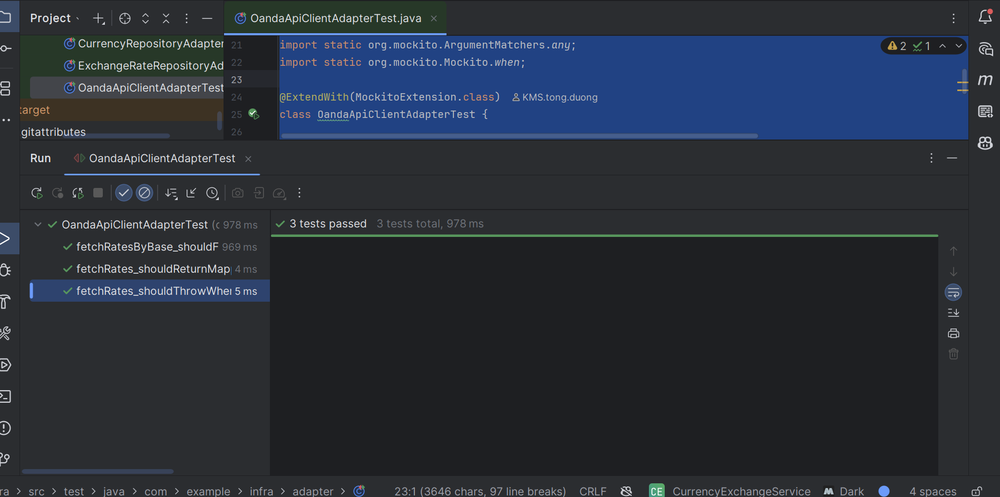 Project
OandaApiClientAdapterTest.java
CurrencyRepositoryAdapter
ExchangeRateRepositoryAd
OandaApiClientAdapterTest
target
gitattributes
21 import static org.mockito.ArgumentMatchers.any;
22 import static org.mockito.Mockito.when;
23
24 @ExtendWith(MockitoExtension.class) KMS.tong.duong
25 class OandaApiClientAdapterTest {
26
2 1
Run OandaApiClientAdapterTest
OandaApiClientAdapterTest (c 978 ms
fetchRatesByBase_shouldF 969 ms
fetchRates_shouldReturnMap 4 ms
fetchRates_shouldThrowWher 5 ms
3 tests passed 3 tests total, 978 ms
ra > src > test > java > com > example > infra > adapter > 23:1 (3646 chars, 97 line breaks) CRLF CE CurrencyExchangeService Dark 4 spaces